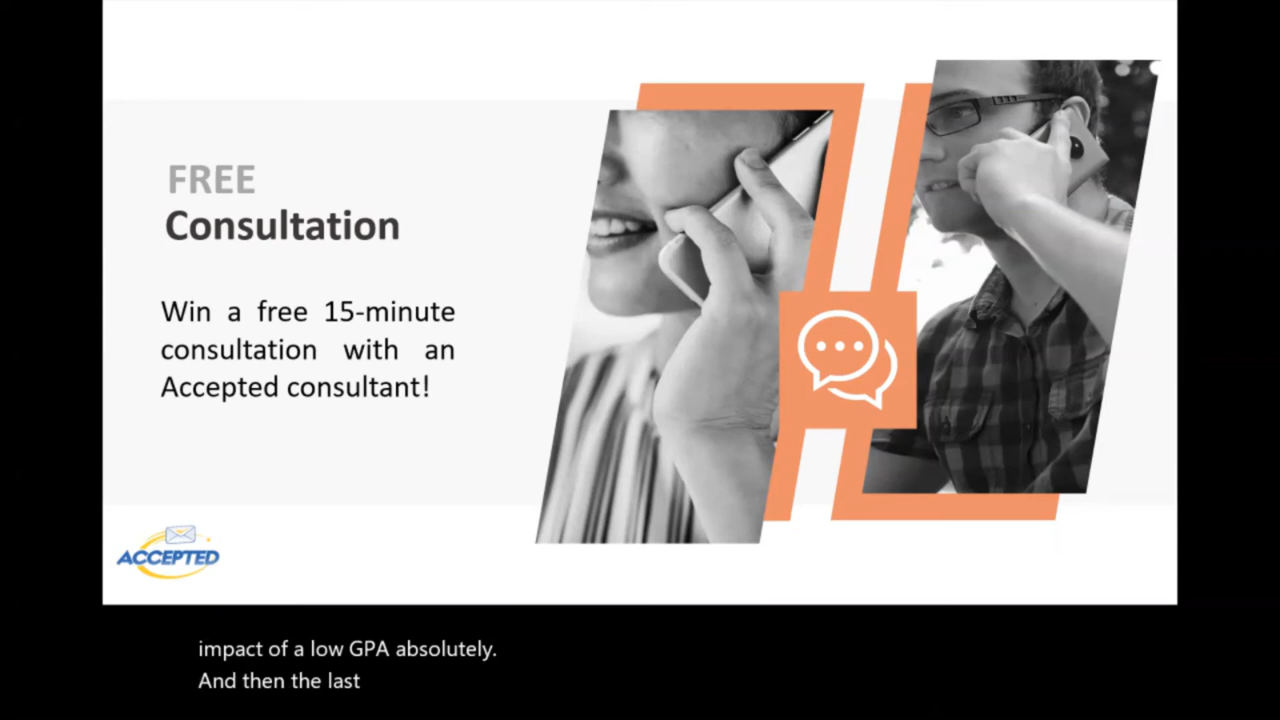 FREE
Consultation
Win a free 15-minute
consultation with an
Accepted consultant!
ACCEPTED
impact of a low GPA absolutely.
And then the last